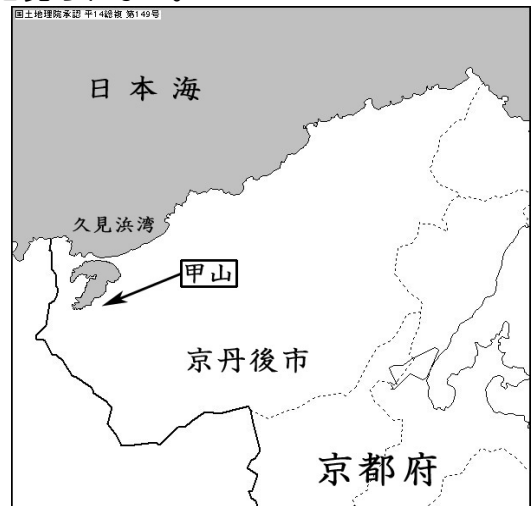 国土地理院承認 平14総複 第149号
日本海
久見浜湾
甲山
京丹後市
京都府